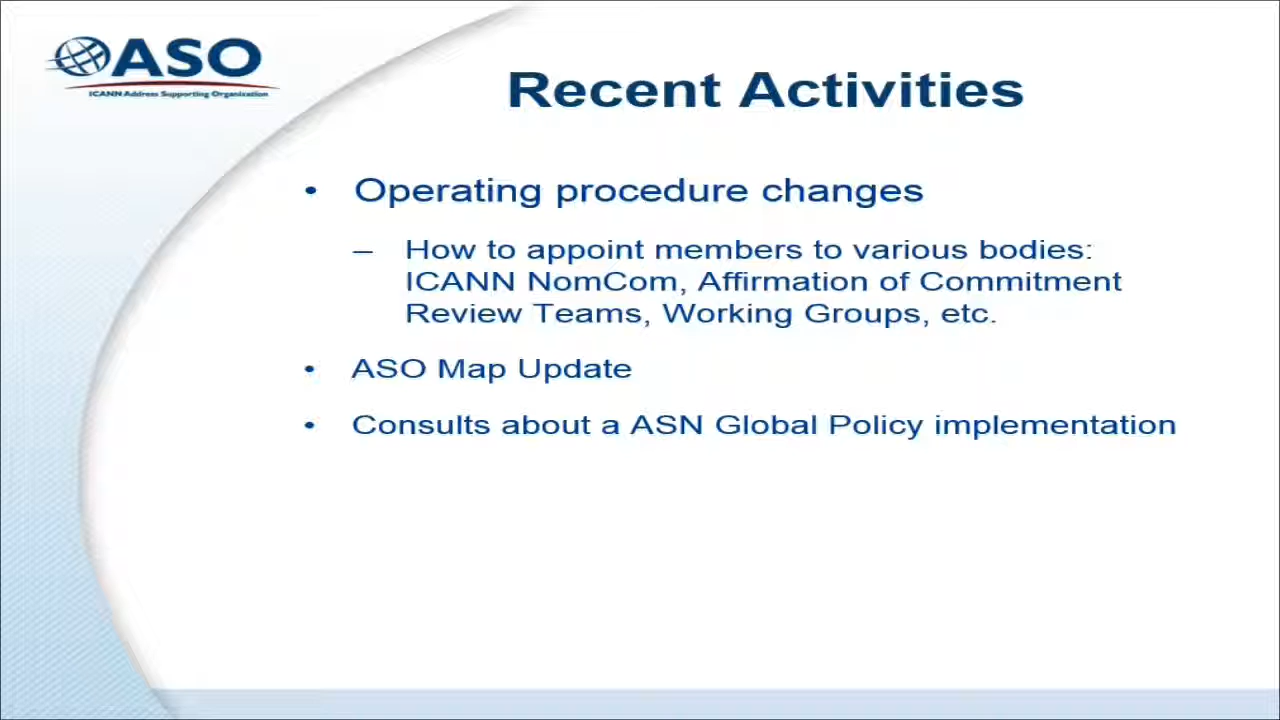 ASO
ICANN Address Supporting Organization
Recent Activities
• Operating procedure changes
– How to appoint members to various bodies:
ICANN NomCom, Affirmation of Commitment
Review Teams, Working Groups, etc.
• ASO Map Update
• Consults about a ASN Global Policy implementation